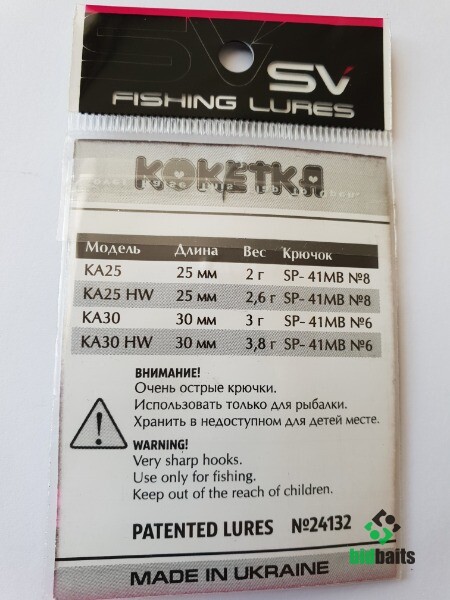 SV
SV
FISHING LURES
КОКЕТКА
Модель Длина Вес Крючок
KA25 25 мм 2 г SP- 41MB №8
KA25 HW 25 мм 2,6 г SP- 41MB №8
KA30 30 мм 3 г SP- 41MB №6
KA30 HW 30 мм 3,8 г SP- 41MB №6
ВНИМАНИЕ!
Очень острые крючки.
Использовать только для рыбалки.
Хранить в недоступном для детей месте.
WARNING!
Very sharp hooks.
Use only for fishing.
Keep out of the reach of children.
PATENTED LURES №24132
MADE IN UKRAINE
bigbaits